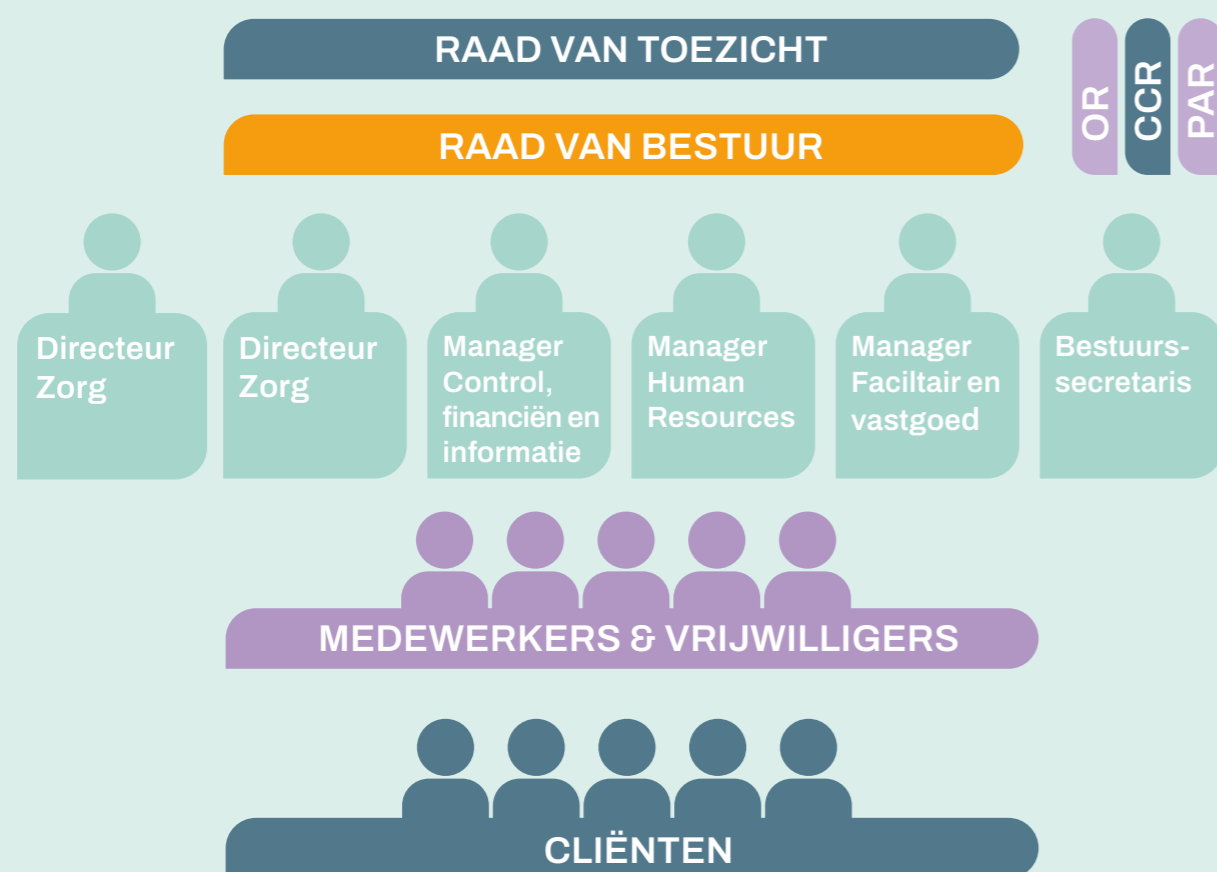 RAAD VAN TOEZICHT
RAAD VAN BESTUUR
OR
CCR
PAR
Directeur
Zorg
Directeur
Zorg
Manager
Control,
financiën en
informatie
Manager
Human
Resources
Manager
Faciltair en
vastgoed
Bestuurs-
secretaris
MEDEWERKERS & VRIJWILLIGERS
CLIËNTEN